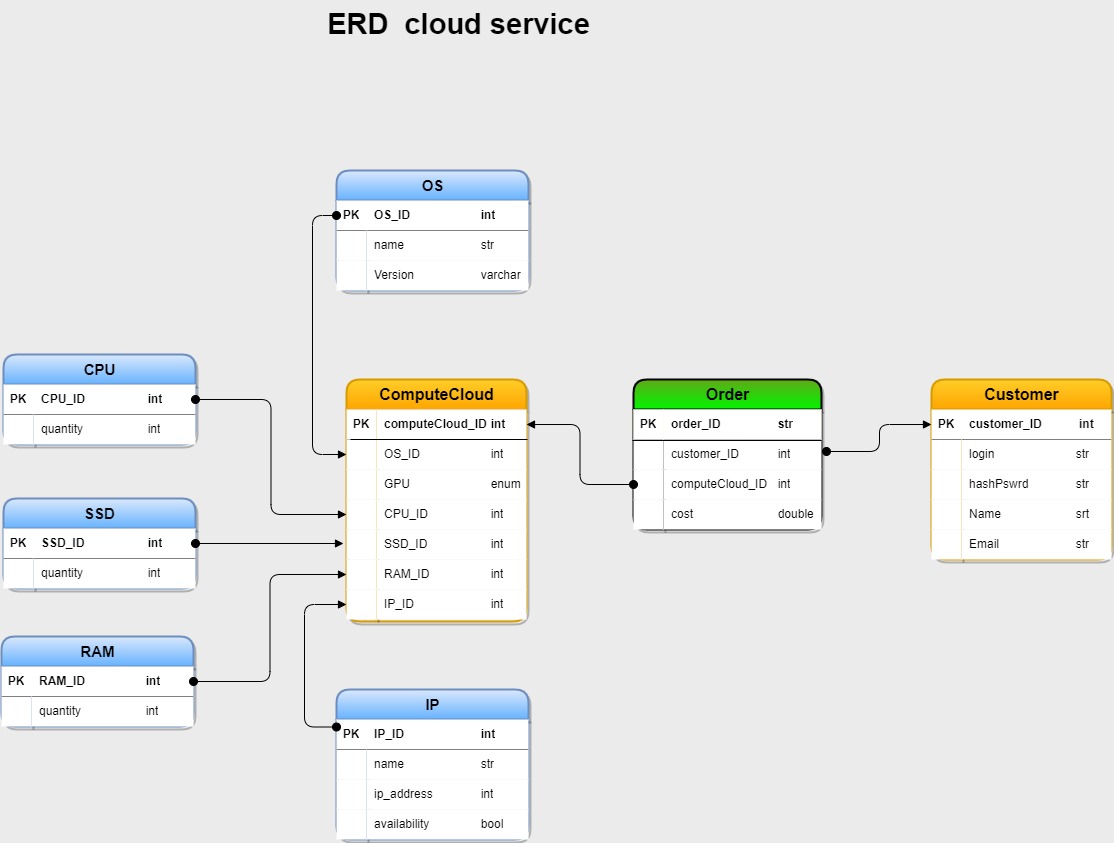 ERD  cloud service
OS
PK OS_ID int
name str
Version varchar
CPU
PK CPU_ID int
quantity int
SSD
PK SSD_ID int
quantity int
RAM
PK RAM_ID int
quantity int
ComputeCloud
PK computeCloud_ID int
OS_ID int
GPU enum
CPU_ID int
SSD_ID int
RAM_ID int
IP_ID int
IP
PK IP_ID int
name str
ip_address int
availability bool
Order
PK order_ID str
customer_ID int
computeCloud_ID int
cost double
Customer
PK customer_ID int
login str
hashPswrd str
Name srt
Email str